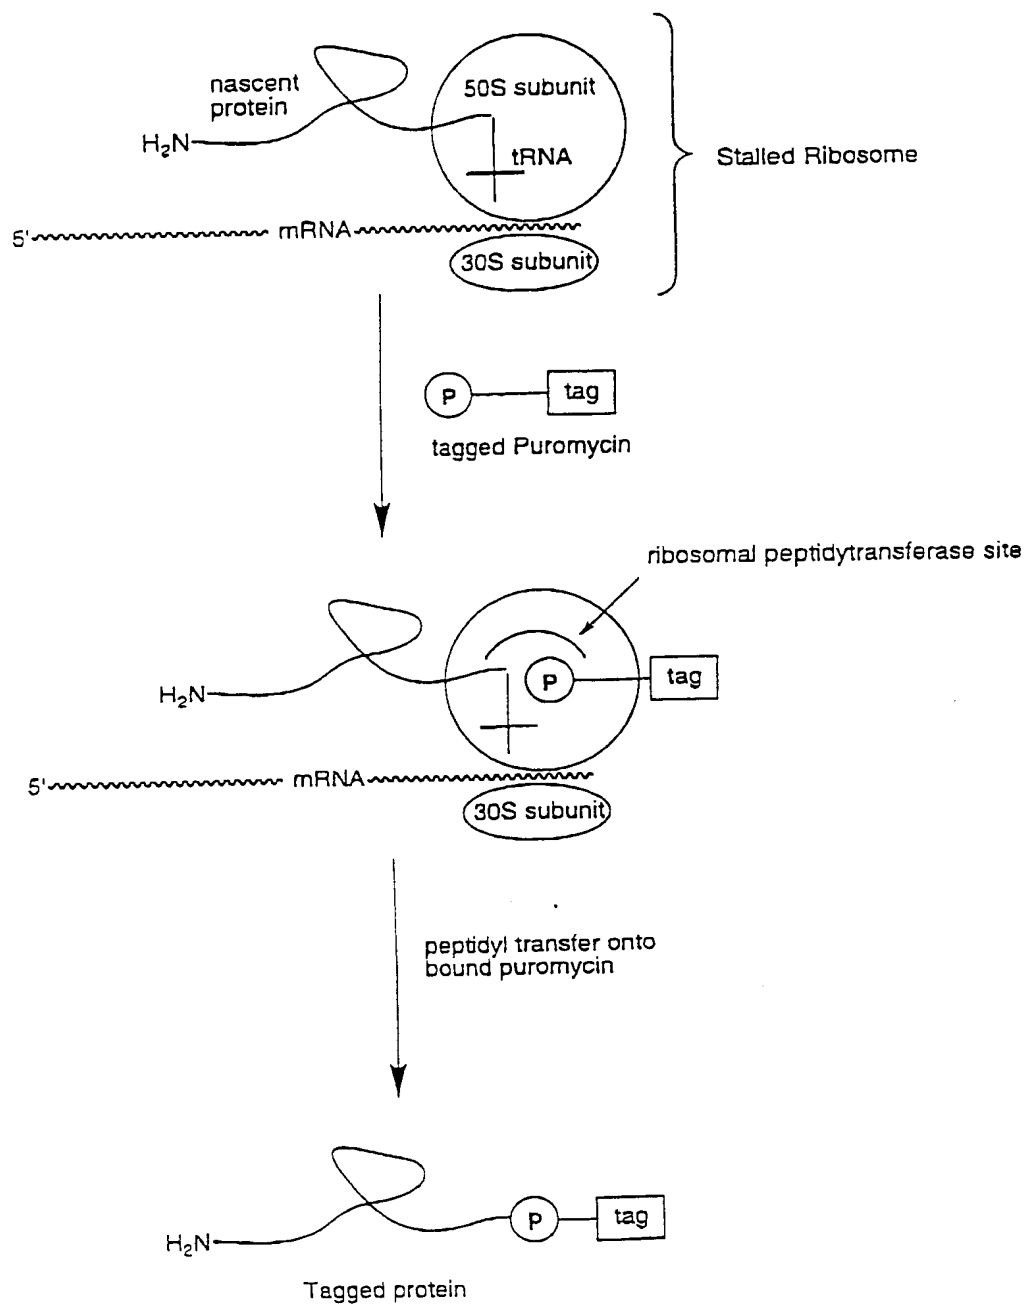 nascent
protein
50S subunit
H₂N
tRNA
Stalled Ribosome
5' mRNA
30S subunit
P tag
tagged Puromycin
ribosomal peptidytransferase site
H₂N P tag
5' mRNA
30S subunit
peptidyl transfer onto
bound puromycin
H₂N P tag
Tagged protein